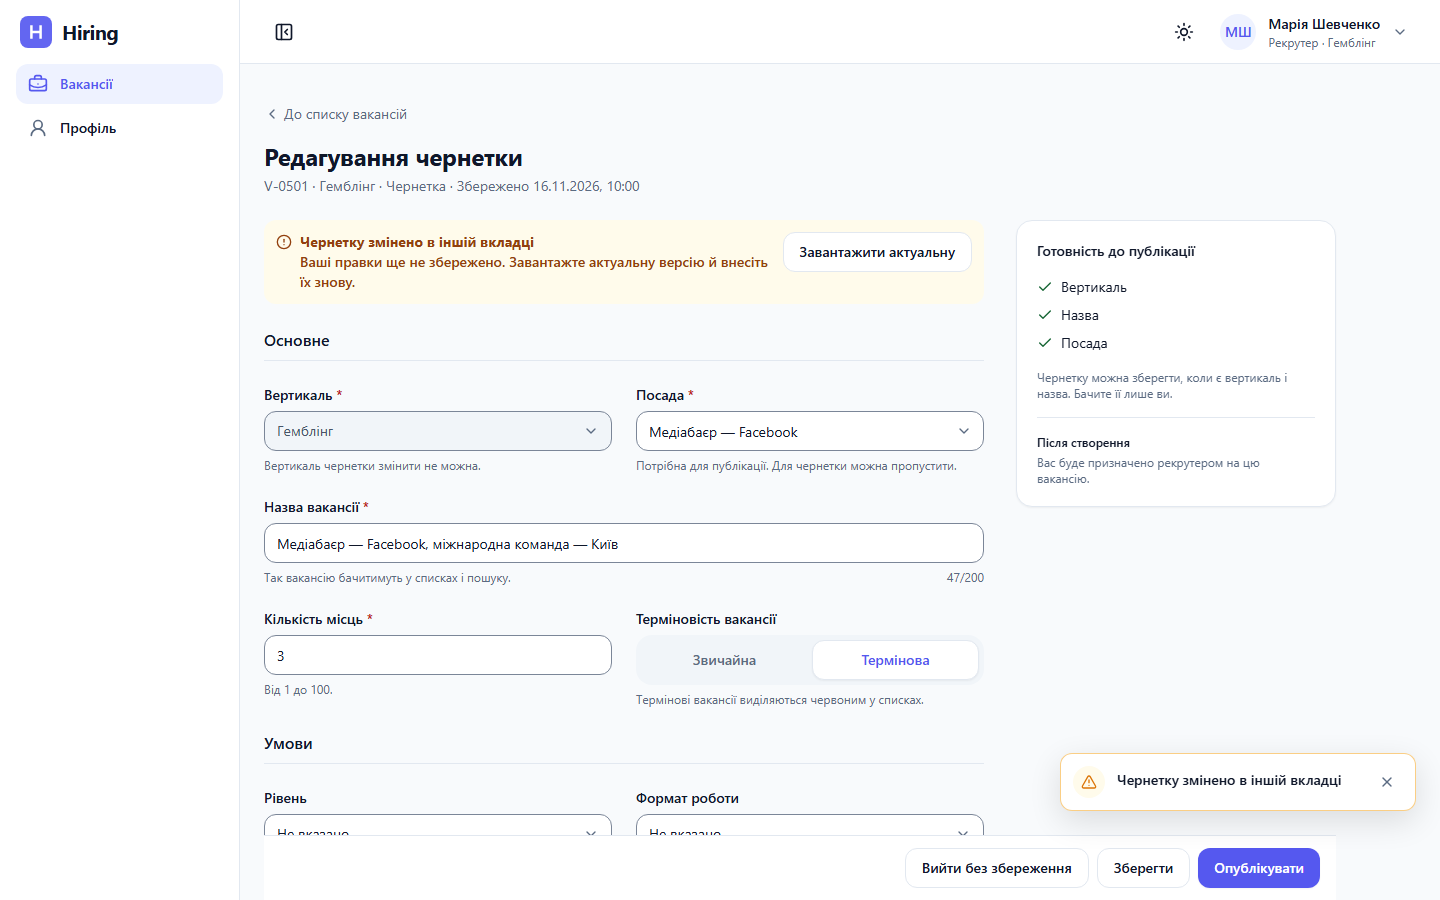 H Hiring
Вакансії
Профіль
МШ
Марія Шевченко
Рекрутер · Гемблінг
До списку вакансій
Редагування чернетки
V-0501 · Гемблінг · Чернетка · Збережено 16.11.2026, 10:00
Чернетку змінено в іншій вкладці
Ваші правки ще не збережено. Завантажте актуальну версію й внесіть
їх знову.
Завантажити актуальну
Основне
Вертикаль *
Гемблінг
Вертикаль чернетки змінити не можна.
Посада *
Медіабаєр — Facebook
Потрібна для публікації. Для чернетки можна пропустити.
Назва вакансії *
Медіабаєр — Facebook, міжнародна команда — Київ
Так вакансію бачитимуть у списках і пошуку.
47/200
Кількість місць *
3
Від 1 до 100.
Терміновість вакансії
Звичайна
Термінова
Термінові вакансії виділяються червоним у списках.
Умови
Рівень
Не вказано
Формат роботи
Не вказано
Готовність до публікації
Вертикаль
Назва
Посада
Чернетку можна зберегти, коли є вертикаль і
назва. Бачите її лише ви.
Після створення
Вас буде призначено рекрутером на цю
вакансію.
Чернетку змінено в іншій вкладці
Вийти без збереження
Зберегти
Опублікувати